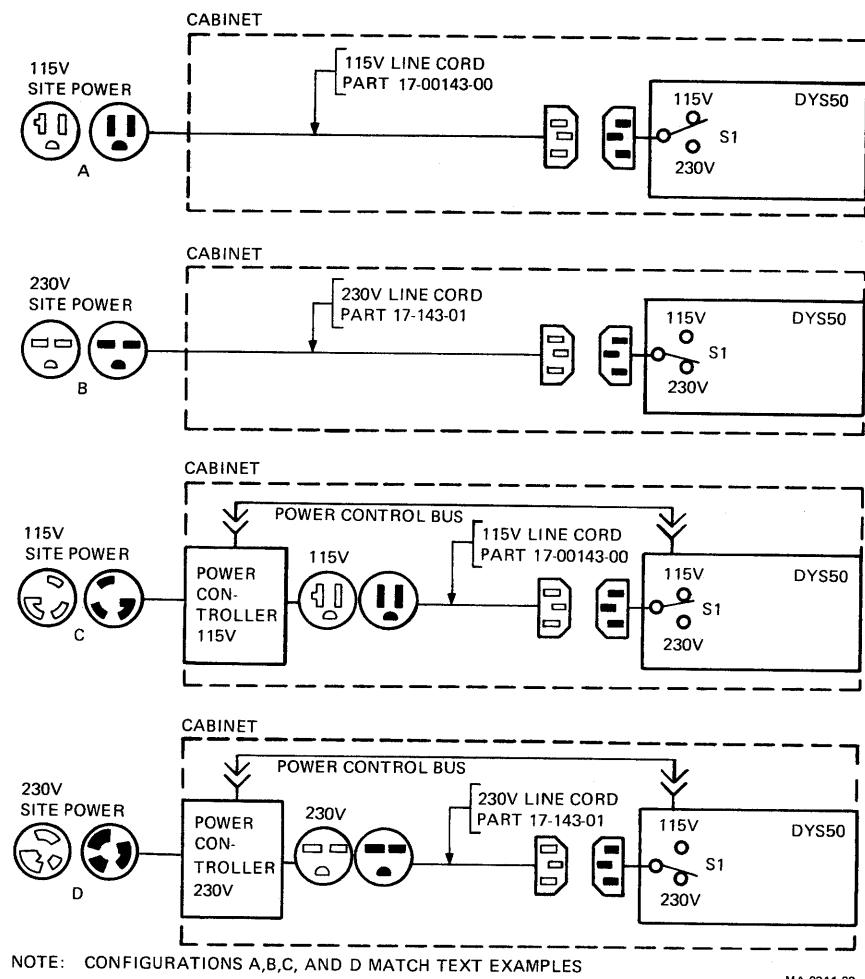 CABINET
115V
SITE POWER
A
115V LINE CORD
PART 17-00143-00
115V
DYS50
S1
230V
CABINET
230V
SITE POWER
B
230V LINE CORD
PART 17-143-01
115V
DYS50
S1
230V
CABINET
115V
SITE POWER
C
POWER CONTROL BUS
POWER
CON-
TROLLER
115V
115V
115V LINE CORD
PART 17-00143-00
115V
DYS50
S1
230V
CABINET
230V
SITE POWER
D
POWER CONTROL BUS
POWER
CON-
TROLLER
230V
230V
230V LINE CORD
PART 17-143-01
115V
DYS50
S1
230V
NOTE: CONFIGURATIONS A,B,C, AND D MATCH TEXT EXAMPLES